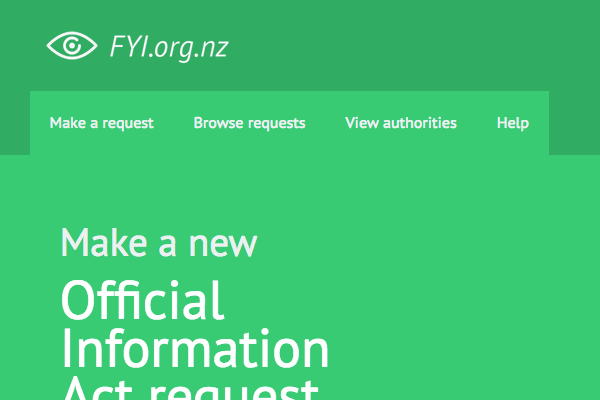 FYI.org.nz
Make a request Browse requests View authorities Help
Make a new
Official
Information
Act request